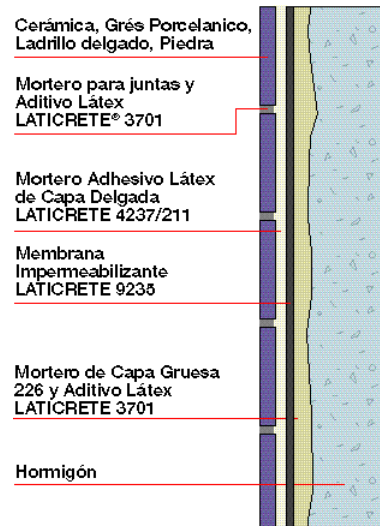 Cerámica, Grés Porcelanico,
Ladrillo delgado, Piedra
Mortero para juntas y
Aditivo Látex
LATICRETE® 3701
Mortero Adhesivo Látex
de Capa Delgada
LATICRETE 4237/211
Membrana
Impermeabilizante
LATICRETE 9235
Mortero de Capa Gruesa
226 y Aditivo Látex
LATICRETE 3701
Hormigón